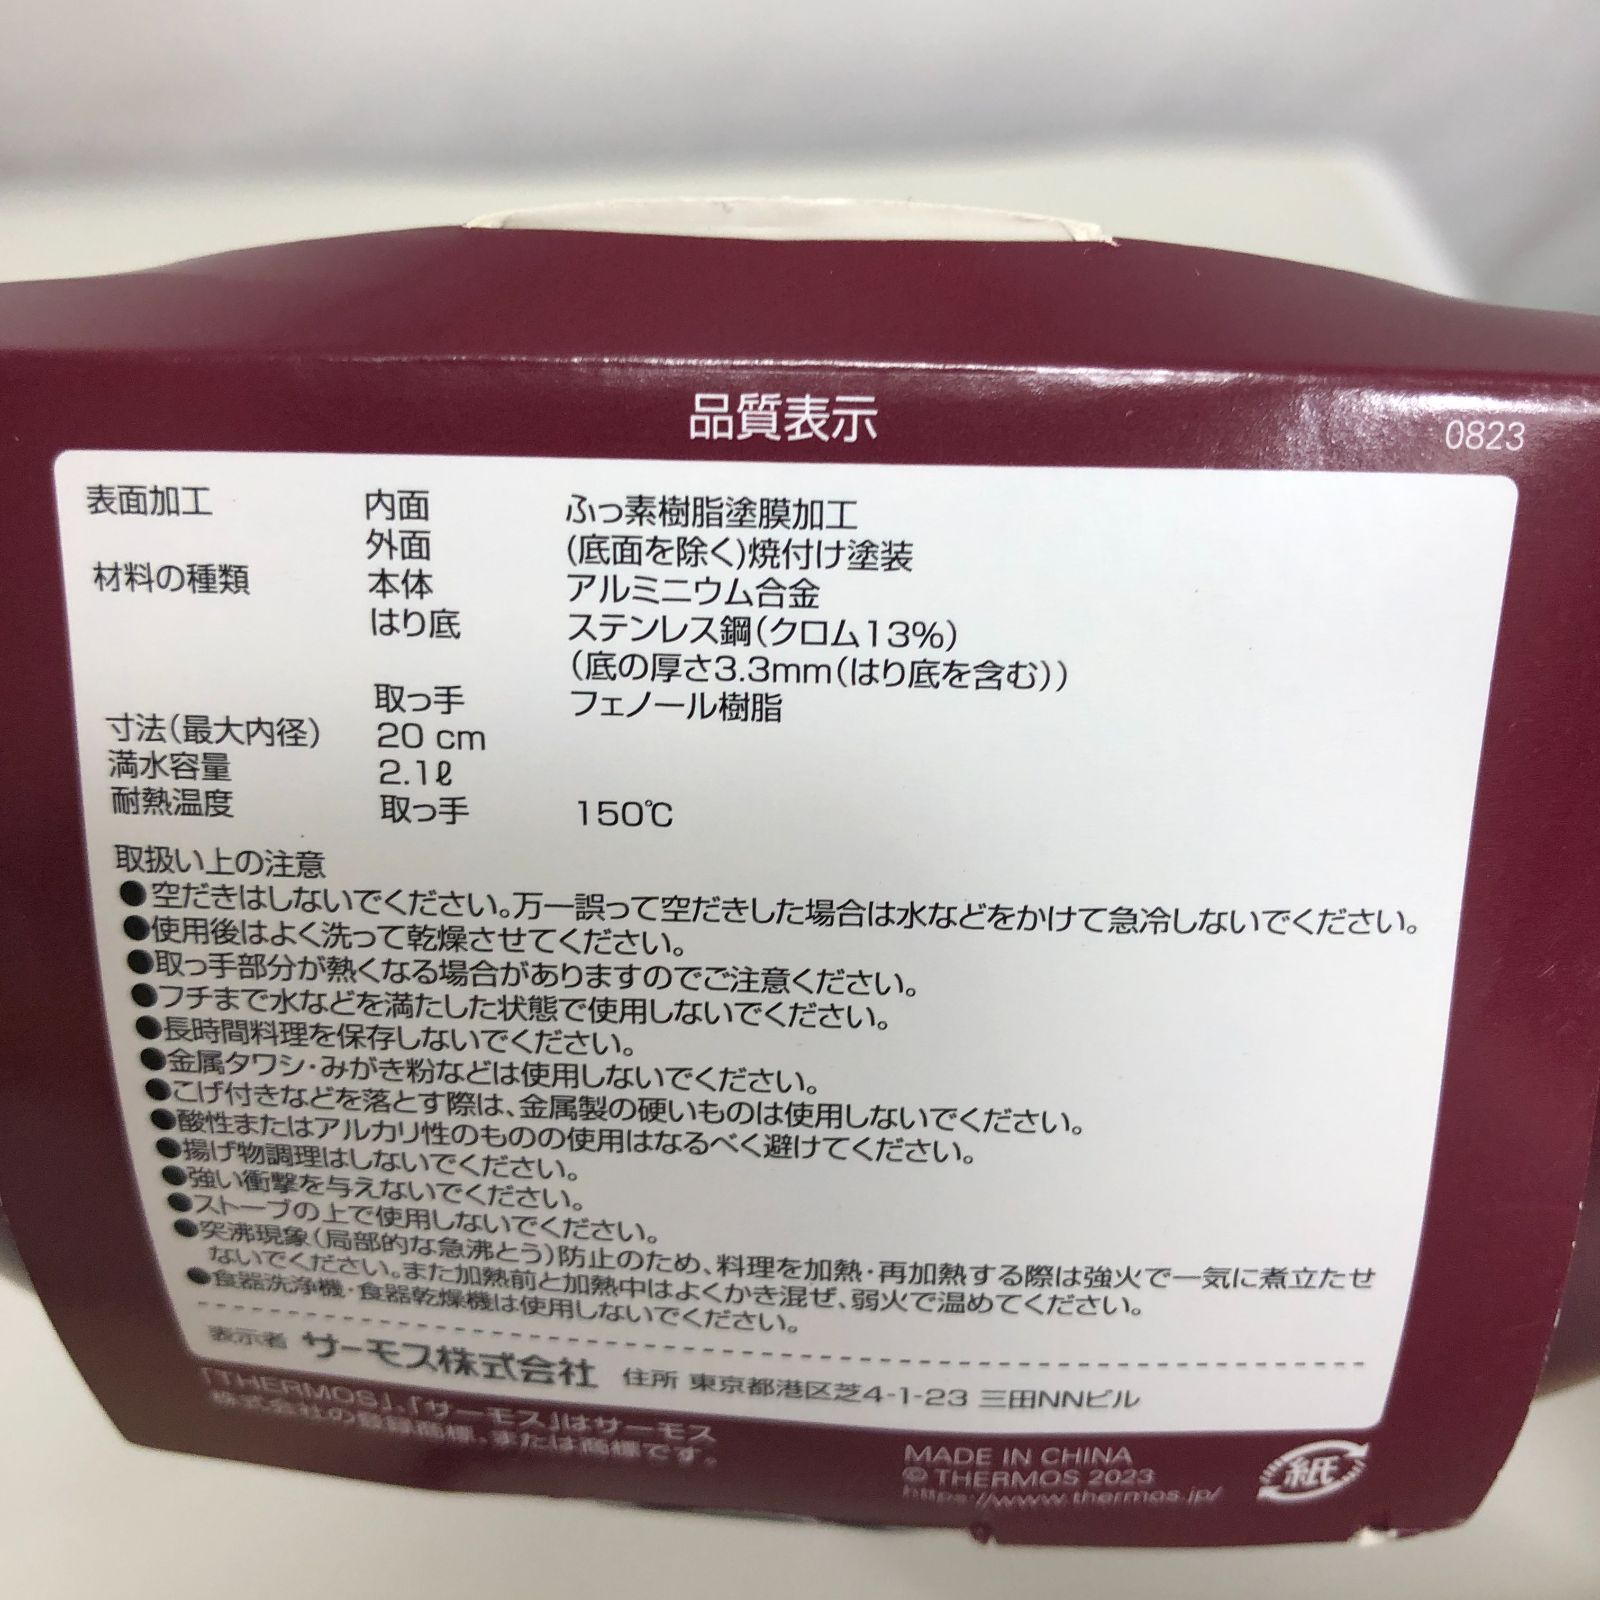 品質表示
0823
表面加工 内面 ふっ素樹脂塗膜加工
外面 (底面を除く)焼付け塗装
材料の種類 本体 アルミニウム合金
はり底 ステンレス鋼(クロム13%)
(底の厚さ3.3mm(はり底を含む))
取っ手 フェノール樹脂
寸法(最大内径) 20 cm
満水容量 2.1ℓ
耐熱温度 取っ手 150℃
取扱い上の注意
●空だきはしないでください。万一誤って空だきした場合は水などをかけて急冷しないでください。
●使用後はよく洗って乾燥させてください。
●取っ手部分が熱くなる場合がありますのでご注意ください。
●フチまで水などを満たした状態で使用しないでください。
●長時間料理を保存しないでください。
●金属タワシ・みがき粉などは使用しないでください。
●こげ付きなどを落とす際は、金属製の硬いものは使用しないでください。
●酸性またはアルカリ性のものの使用はなるべく避けてください。
●揚げ物調理はしないでください。
●強い衝撃を与えないでください。
●ストーブの上で使用しないでください。
●突沸現象(局部的な急沸とう)防止のため、料理を加熱・再加熱する際は強火で一気に煮立たせ
ないでください。また加熱前と加熱中はよくかき混ぜ、弱火で温めてください。
●食器洗浄機・食器乾燥機は使用しないでください。
表示者 サーモス株式会社 住所 東京都港区芝4-1-23 三田NNビル
「THERMOS」、「サーモス」はサーモス
株式会社の登録商標、または商標です。
MADE IN CHINA
© THERMOS 2023
https://www.thermos.jp/
紙